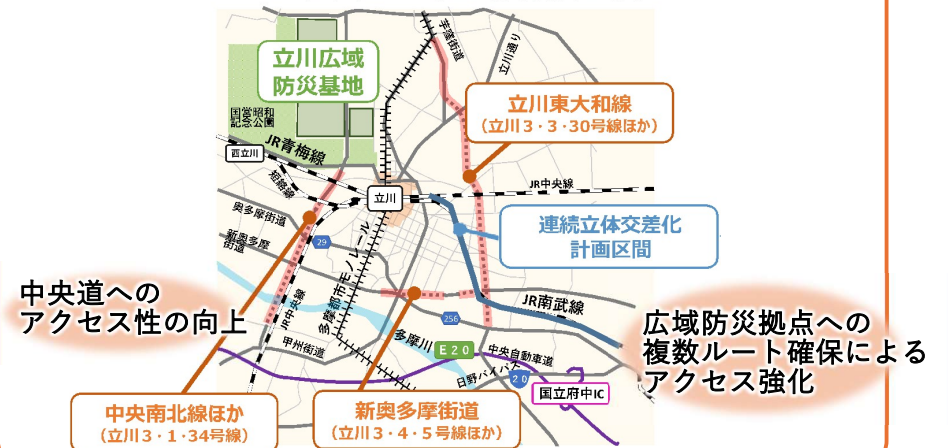 立川広域
防災基地
芋窪街道
立川通り
国営昭和
記念公園
立川東大和線
（立川３・３・30号線ほか）
JR青梅線
西立川
短絡線
立川
JR中央線
奥多摩街道
新奥多摩
街道
29
連続立体交差化
計画区間
多摩都市モノレール
中央道への
アクセス性の向上
JR中央線
JR南武線
256
広域防災拠点への
複数ルート確保による
アクセス強化
甲州街道
多摩川
E20
中央自動車道
日野バイパス
20
国立府中IC
中央南北線ほか
（立川３・１・34号線）
新奥多摩街道
（立川３・４・５号線ほか）